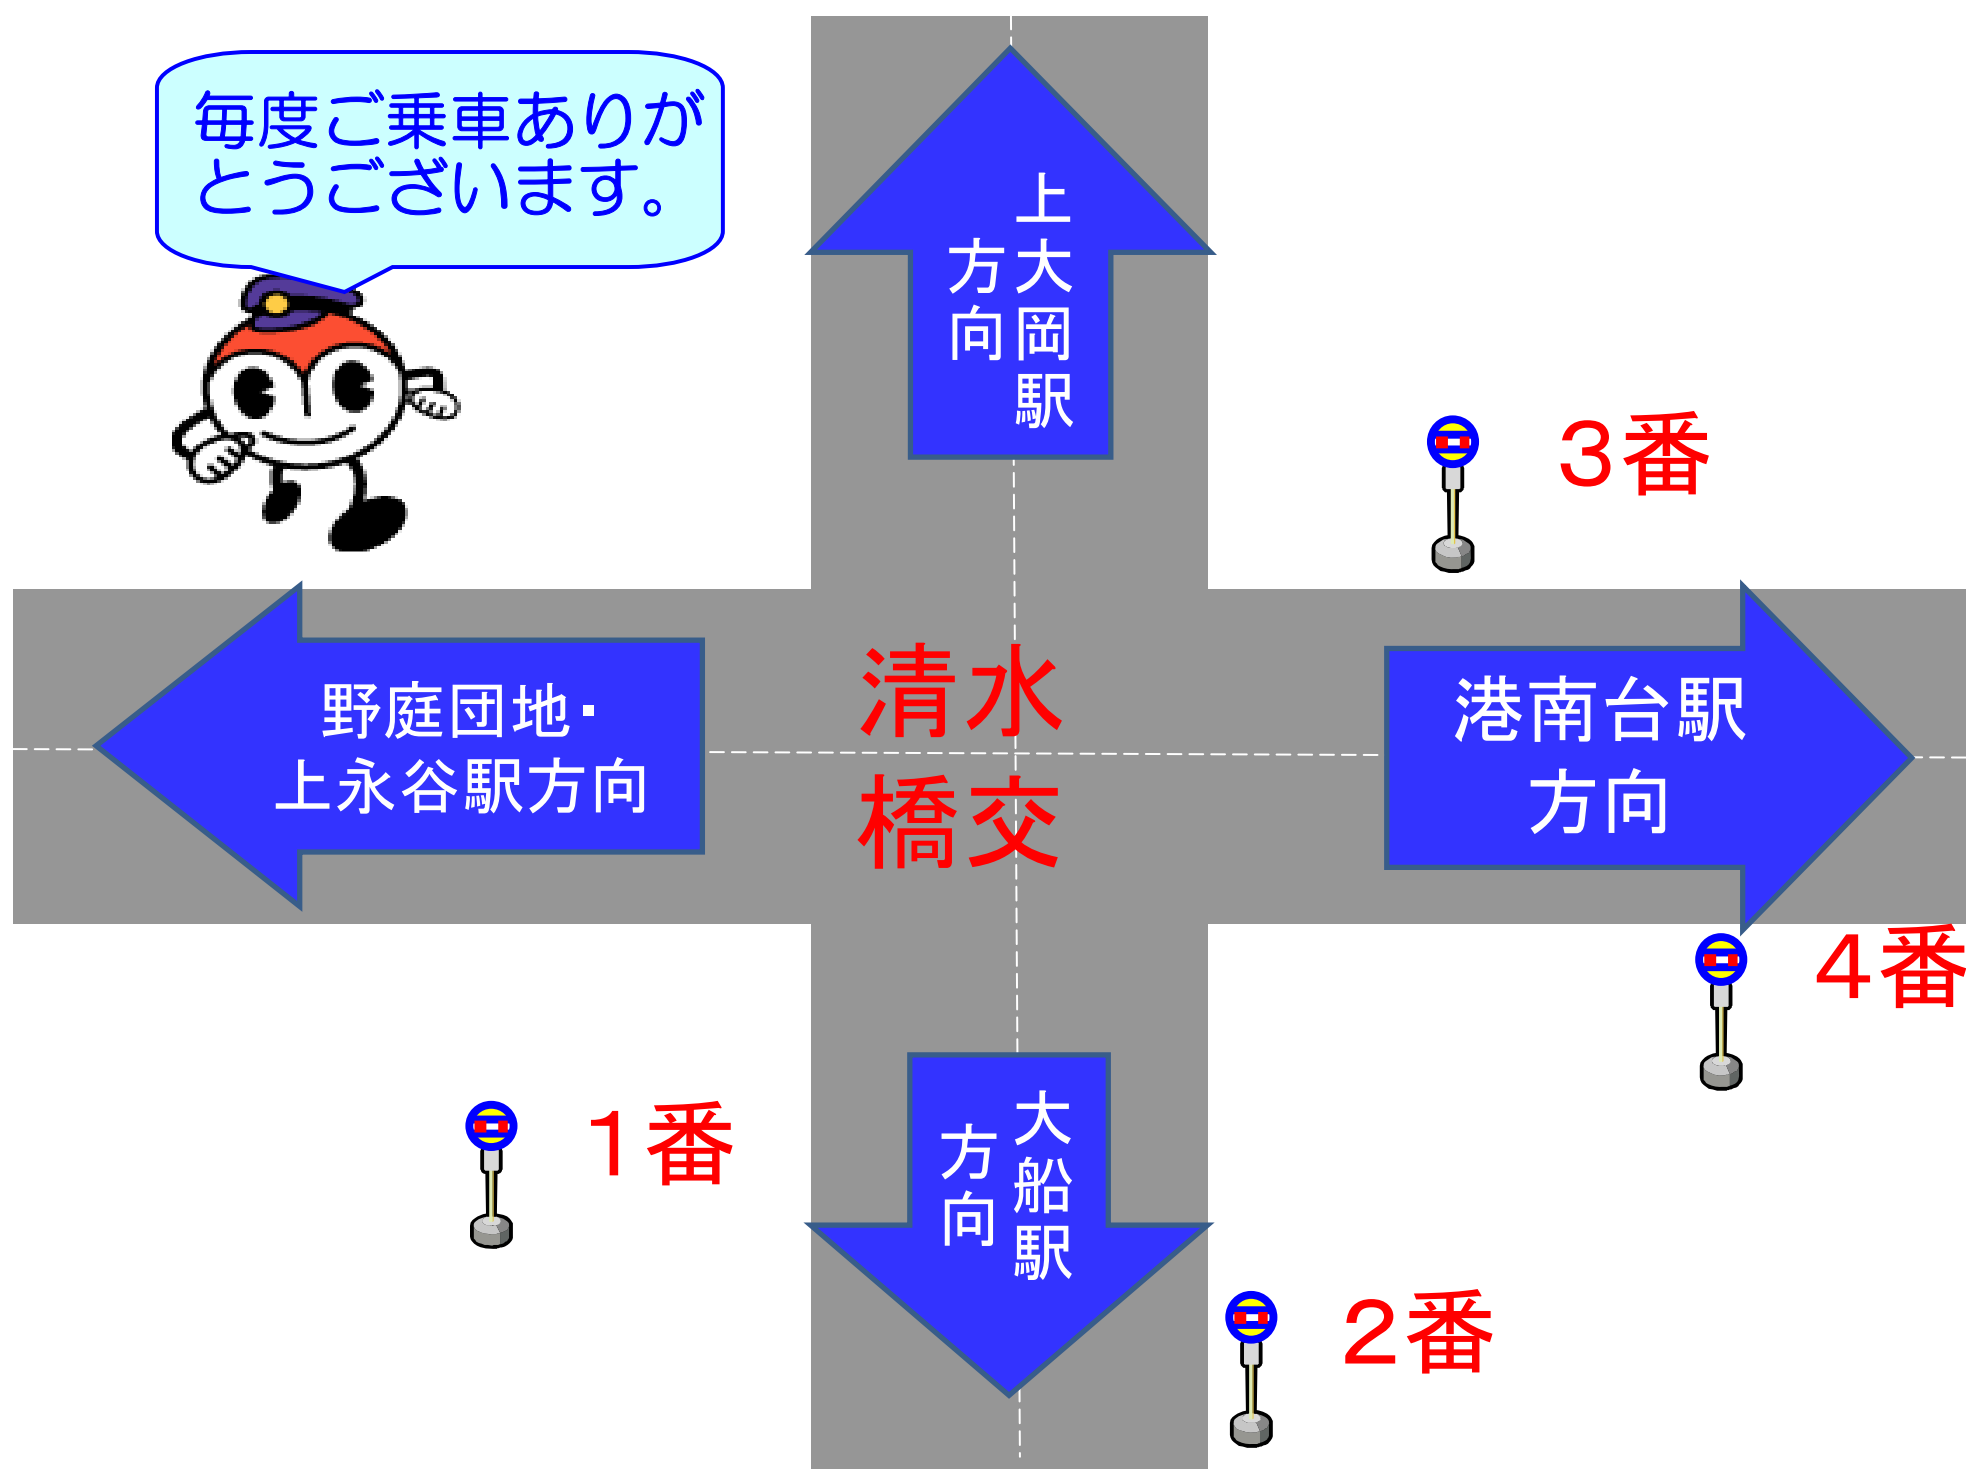 毎度ご乗車ありが
とうございます。
上大岡駅
方向
３番
野庭団地・
上永谷駅方向
清水
橋交
港南台駅
方向
４番
１番
大船駅
方向
２番